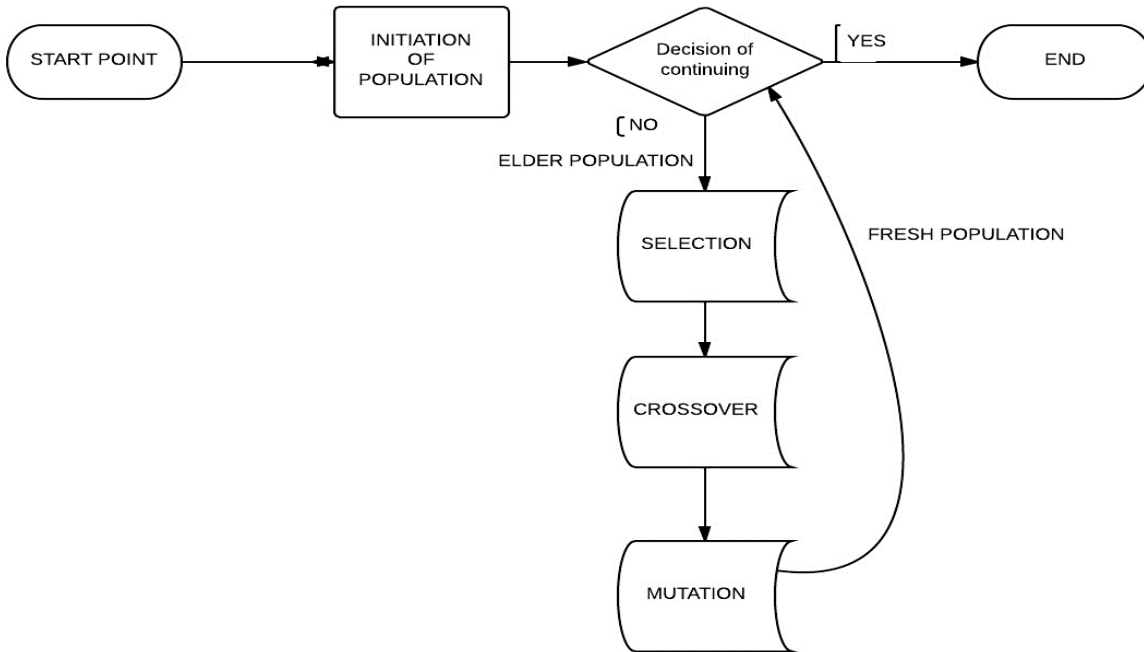 START POINT
INITIATION
OF
POPULATION
Decision of
continuing
YES
END
NO
ELDER POPULATION
SELECTION
FRESH POPULATION
CROSSOVER
MUTATION